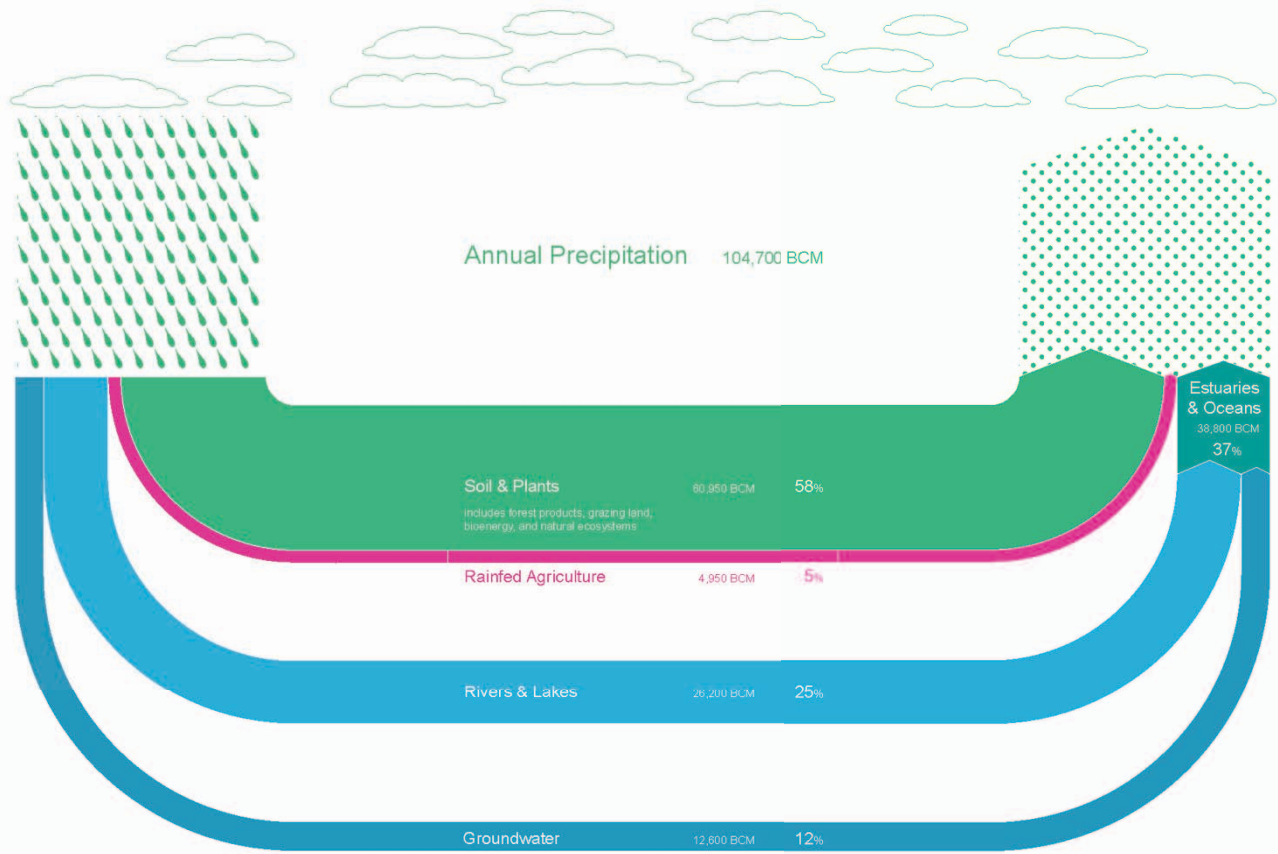 Annual Precipitation 104,700 BCM
Estuaries
& Oceans
38,800 BCM
37%
Soil & Plants 60,950 BCM 58%
includes forest products, grazing land,
bioenergy, and natural ecosystems
Rainfed Agriculture 4,950 BCM 5%
Rivers & Lakes 26,200 BCM 25%
Groundwater 12,600 BCM 12%